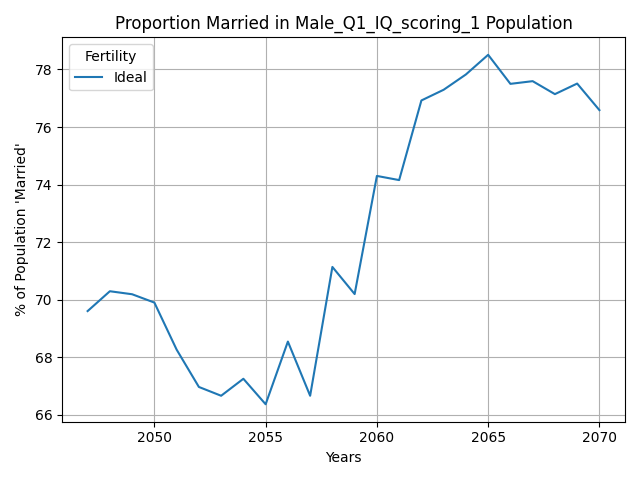 Proportion Married in Male_Q1_IQ_scoring_1 Population
Fertility
Ideal
% of Population 'Married'
78
76
74
72
70
68
66
2050
2055
2060
2065
2070
Years